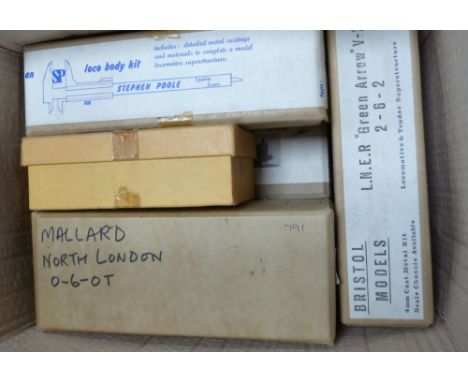 an
SP
loco body kit
includes: detailed metal castings
and materials to complete a model
locomotive superstructure.
STEPHEN POOLE
MALLARD
NORTH LONDON
0-6-0T
7911
BRISTOL
MODELS
L.N.E.R "Green Arrow" V-
2-6-2
4mm Cast Metal Kit
Scale Chassis Available
Locomotive & Tender Superstructure